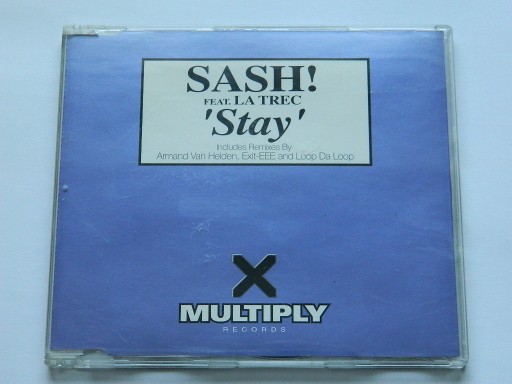 SASH!
FEAT. LA TREC
'Stay'
Includes Remixes By
Armand Van Helden, Exit-EEE and Loop Da Loop
X
MULTIPLY
RECORDS